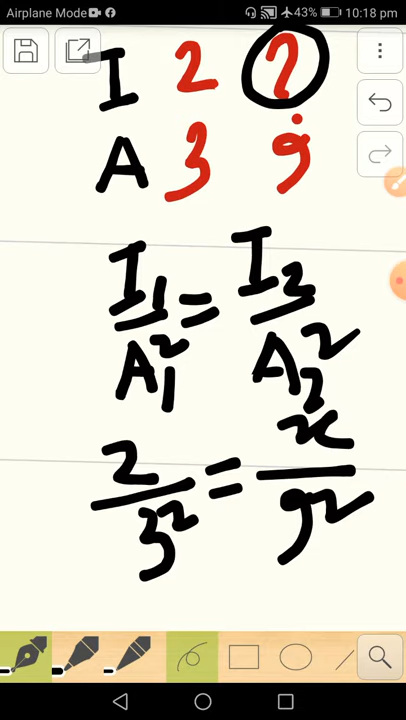 Airplane Mode 43% 10:18 pm
I 2 ?
A 3 9
I₁/A₁² = I₂/A₂²
2/3² = x/9²